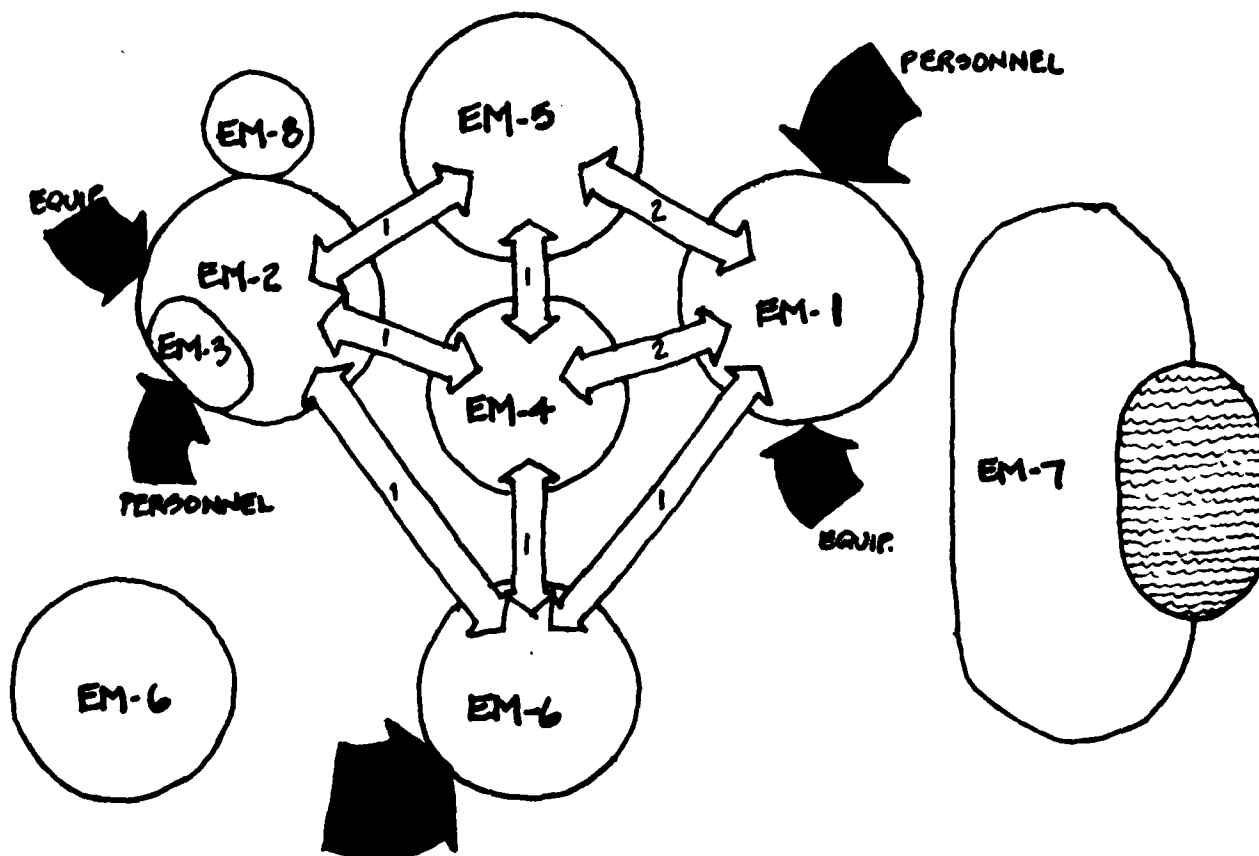 PERSONNEL
EM-5
EM-8
EQUIP.
1
2
EM-2
1
EM-1
EM-3
1
2
EM-4
PERSONNEL
1
1
1
EM-7
EQUIP.
EM-6
EM-6